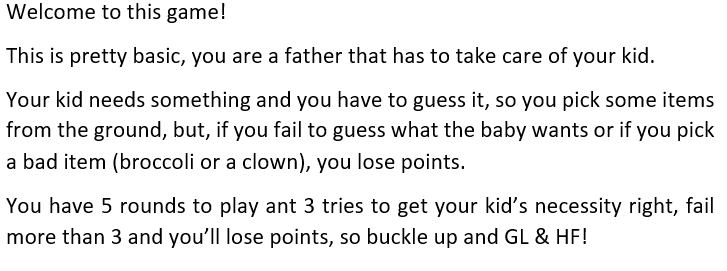 Welcome to this game!
This is pretty basic, you are a father that has to take care of your kid.
Your kid needs something and you have to guess it, so you pick some items
from the ground, but, if you fail to guess what the baby wants or if you pick
a bad item (broccoli or a clown), you lose points.
You have 5 rounds to play ant 3 tries to get your kid’s necessity right, fail
more than 3 and you’ll lose points, so buckle up and GL & HF!